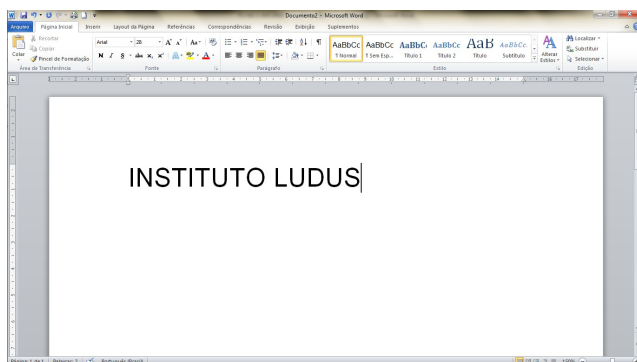 Documento2 - Microsoft Word
Arquivo Página Inicial Inserir Layout da Página Referências Correspondências Revisão Exibição Suplementos
Colar
Recortar
Copiar
Pincel de Formatação
Área de Transferência
Arial 28
Fonte
Parágrafo
AaBbCc AaBbCc AaBbC AaBbCc AaB AaBbCc.
¶ Normal ¶ Sem Esp... Título 1 Título 2 Título Subtítulo
Alterar Estilos
Estilo
Localizar
Substituir
Selecionar
Edição
INSTITUTO LUDUS
Página: 1 de 1 Palavras: 2 Português (Brasil) 150%